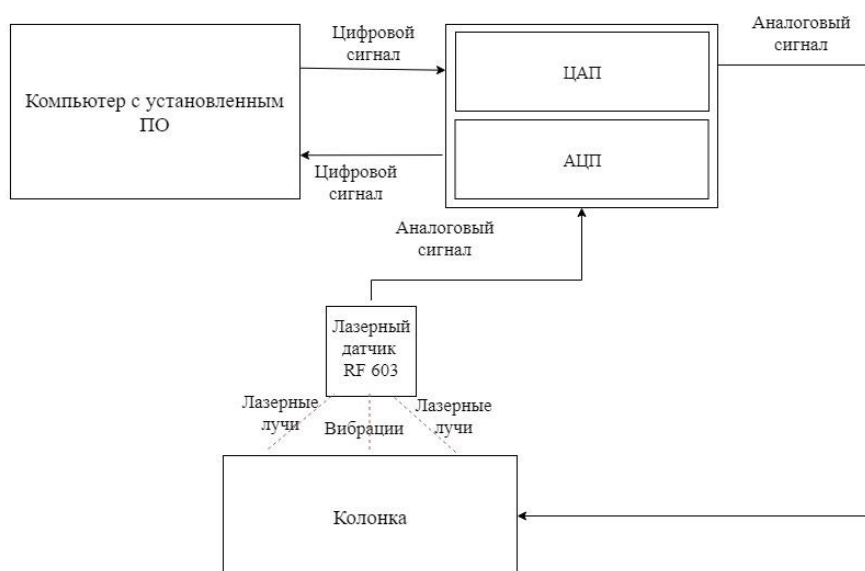 Цифровой
сигнал
Аналоговый
сигнал
ЦАП
Компьютер с установленным
ПО
АЦП
Цифровой
сигнал
Аналоговый
сигнал
Лазерный
датчик
RF 603
Лазерные
лучи
Вибрации
Лазерные
лучи
Колонка